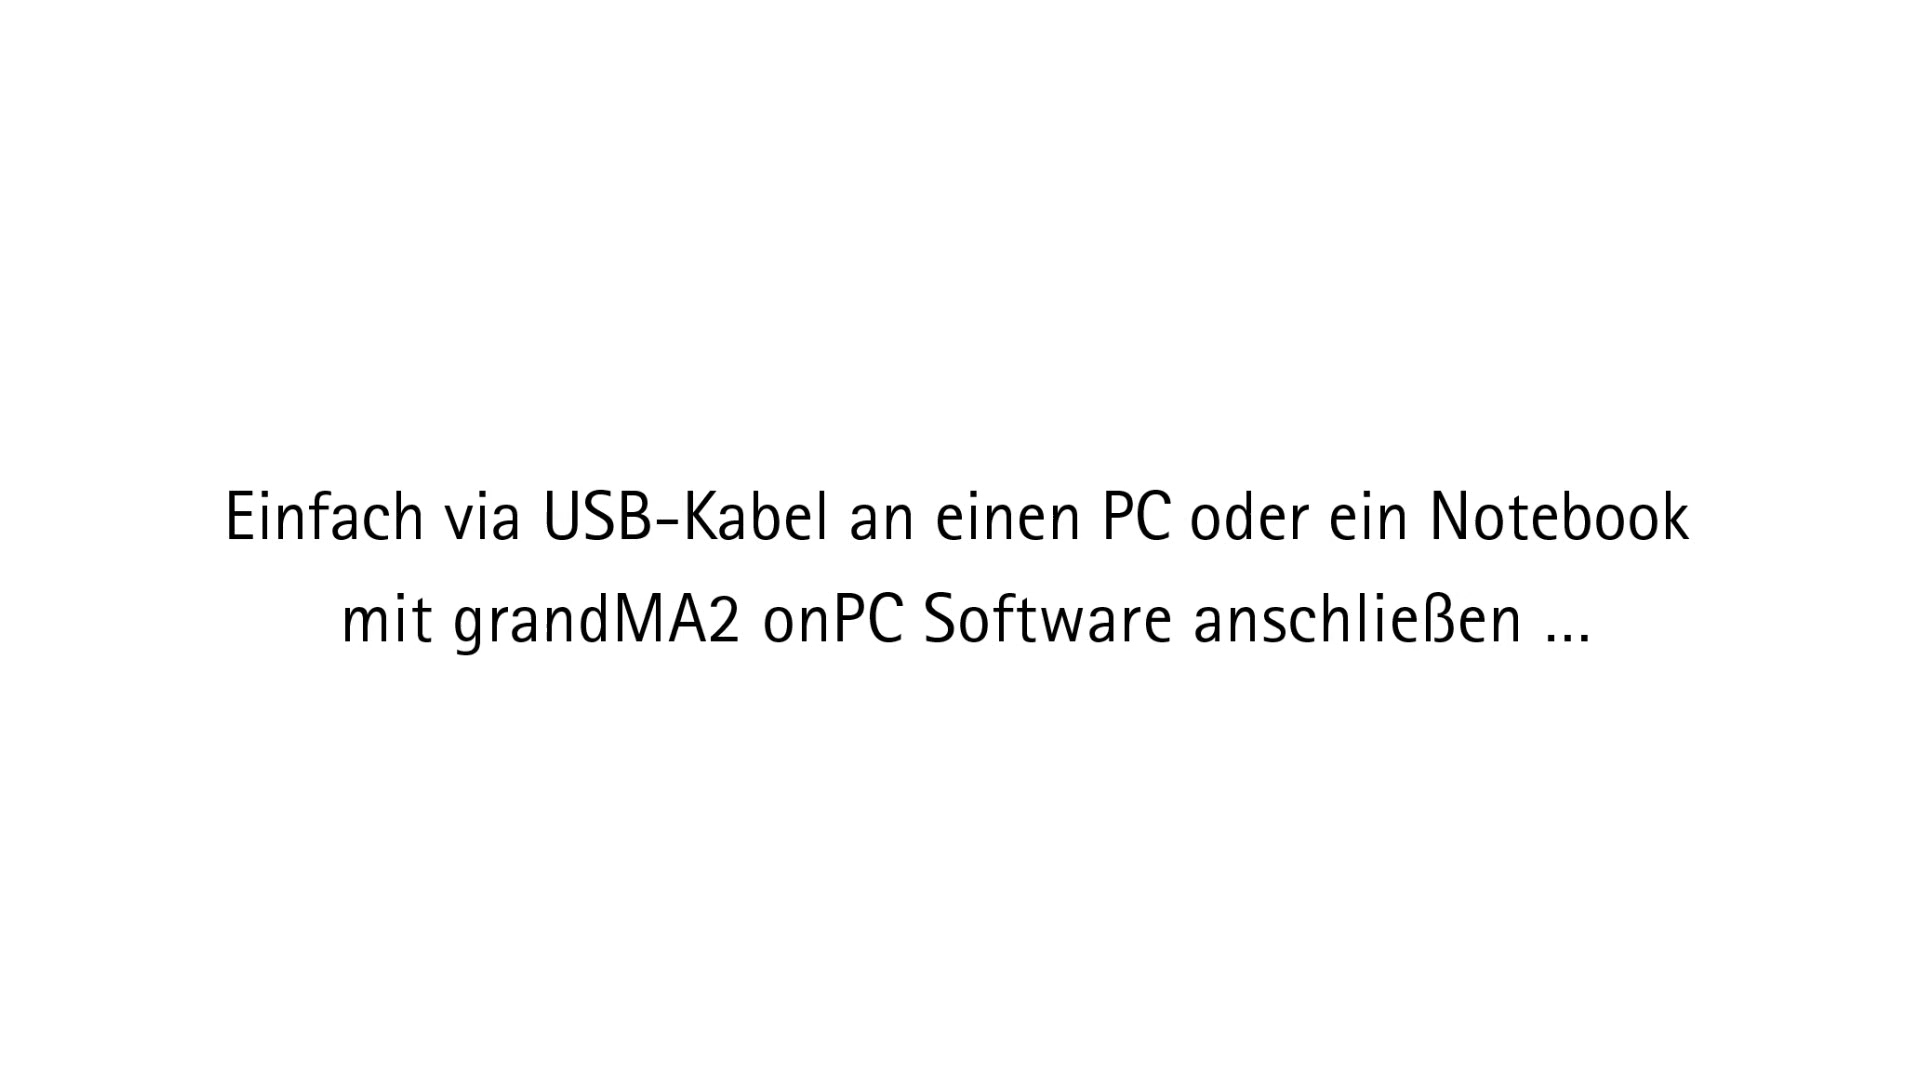 Einfach via USB-Kabel an einen PC oder ein Notebook
mit grandMA2 onPC Software anschließen ...